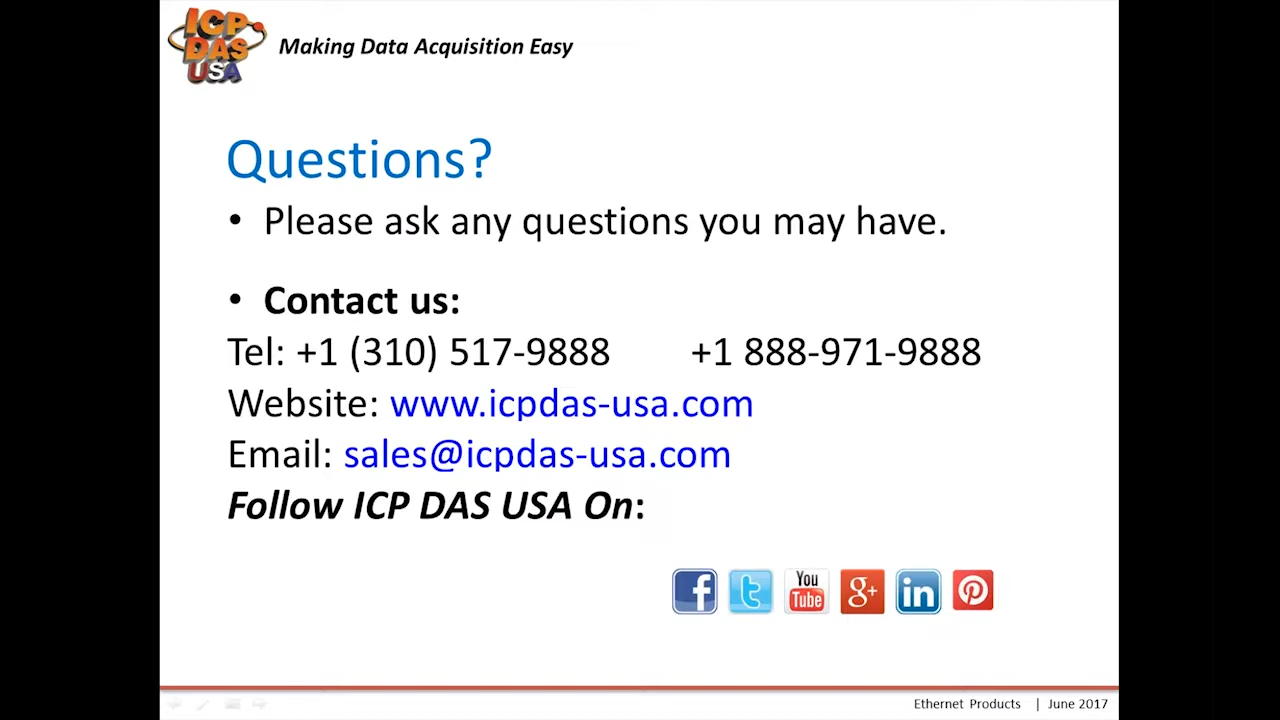 ICP
DAS
USA
Making Data Acquisition Easy
Questions?
• Please ask any questions you may have.
• Contact us:
Tel: +1 (310) 517-9888 +1 888-971-9888
Website: www.icpdas-usa.com
Email: sales@icpdas-usa.com
Follow ICP DAS USA On:
f t You Tube g+ in p
Ethernet Products | June 2017